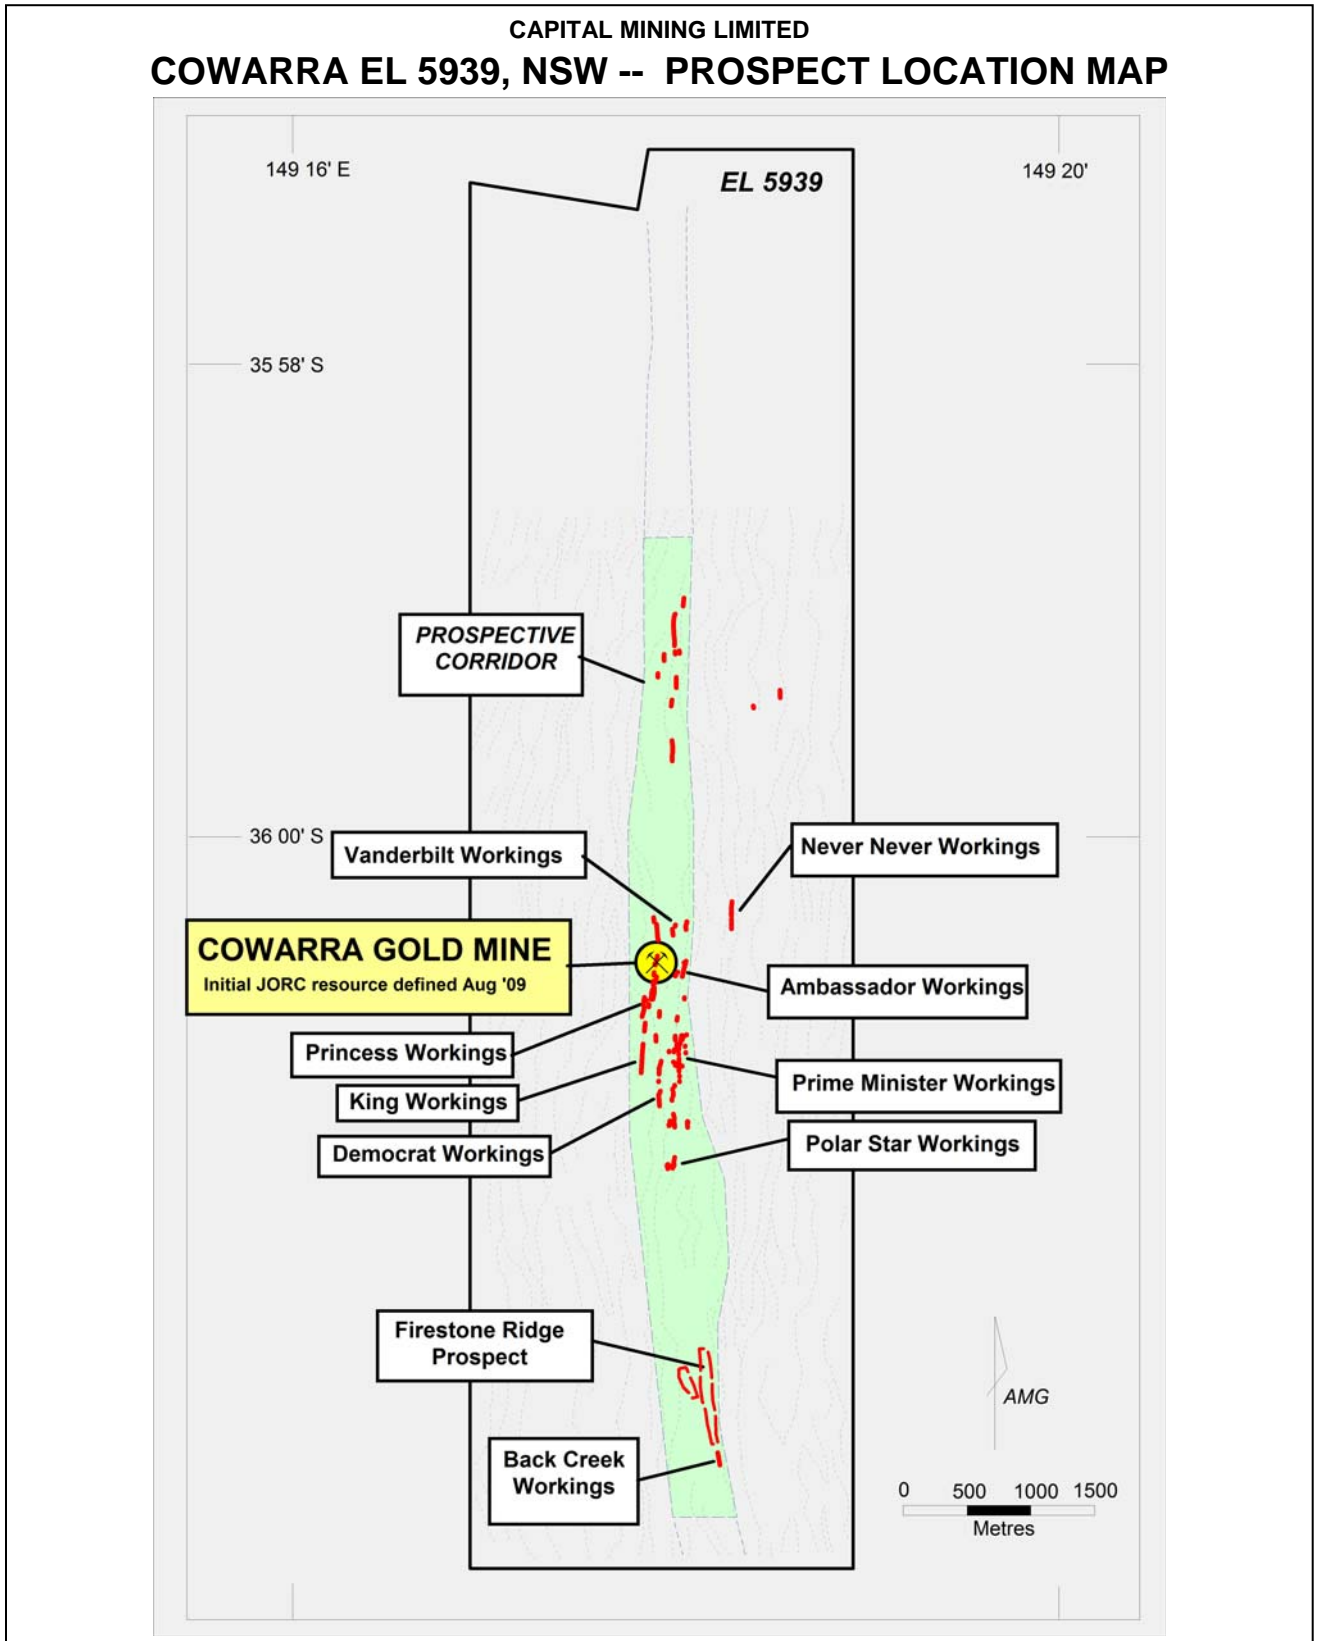 CAPITAL MINING LIMITED
COWARRA EL 5939, NSW -- PROSPECT LOCATION MAP
149 16' E
149 20'
EL 5939
35 58' S
PROSPECTIVE
CORRIDOR
36 00' S
Vanderbilt Workings
Never Never Workings
COWARRA GOLD MINE
Initial JORC resource defined Aug '09
Ambassador Workings
Princess Workings
Prime Minister Workings
King Workings
Democrat Workings
Polar Star Workings
Firestone Ridge
Prospect
AMG
Back Creek
Workings
0 500 1000 1500
Metres